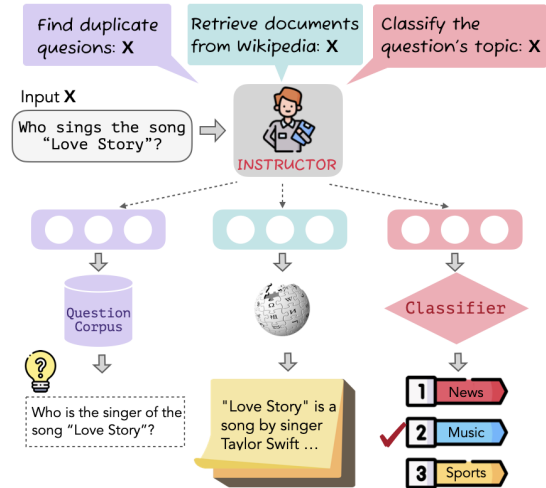 Find duplicate
quesions: X
Retrieve documents
from Wikipedia: X
Classify the
question's topic: X
Input X
Who sings the song
“Love Story”?
INSTRUCTOR
Question
Corpus
Classifier
Who is the singer of the
song “Love Story”?
"Love Story" is a
song by singer
Taylor Swift ...
1 News
2 Music
3 Sports